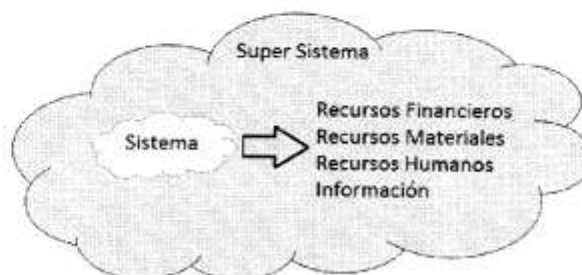 Super Sistema
Sistema
Recursos Financieros
Recursos Materiales
Recursos Humanos
Información